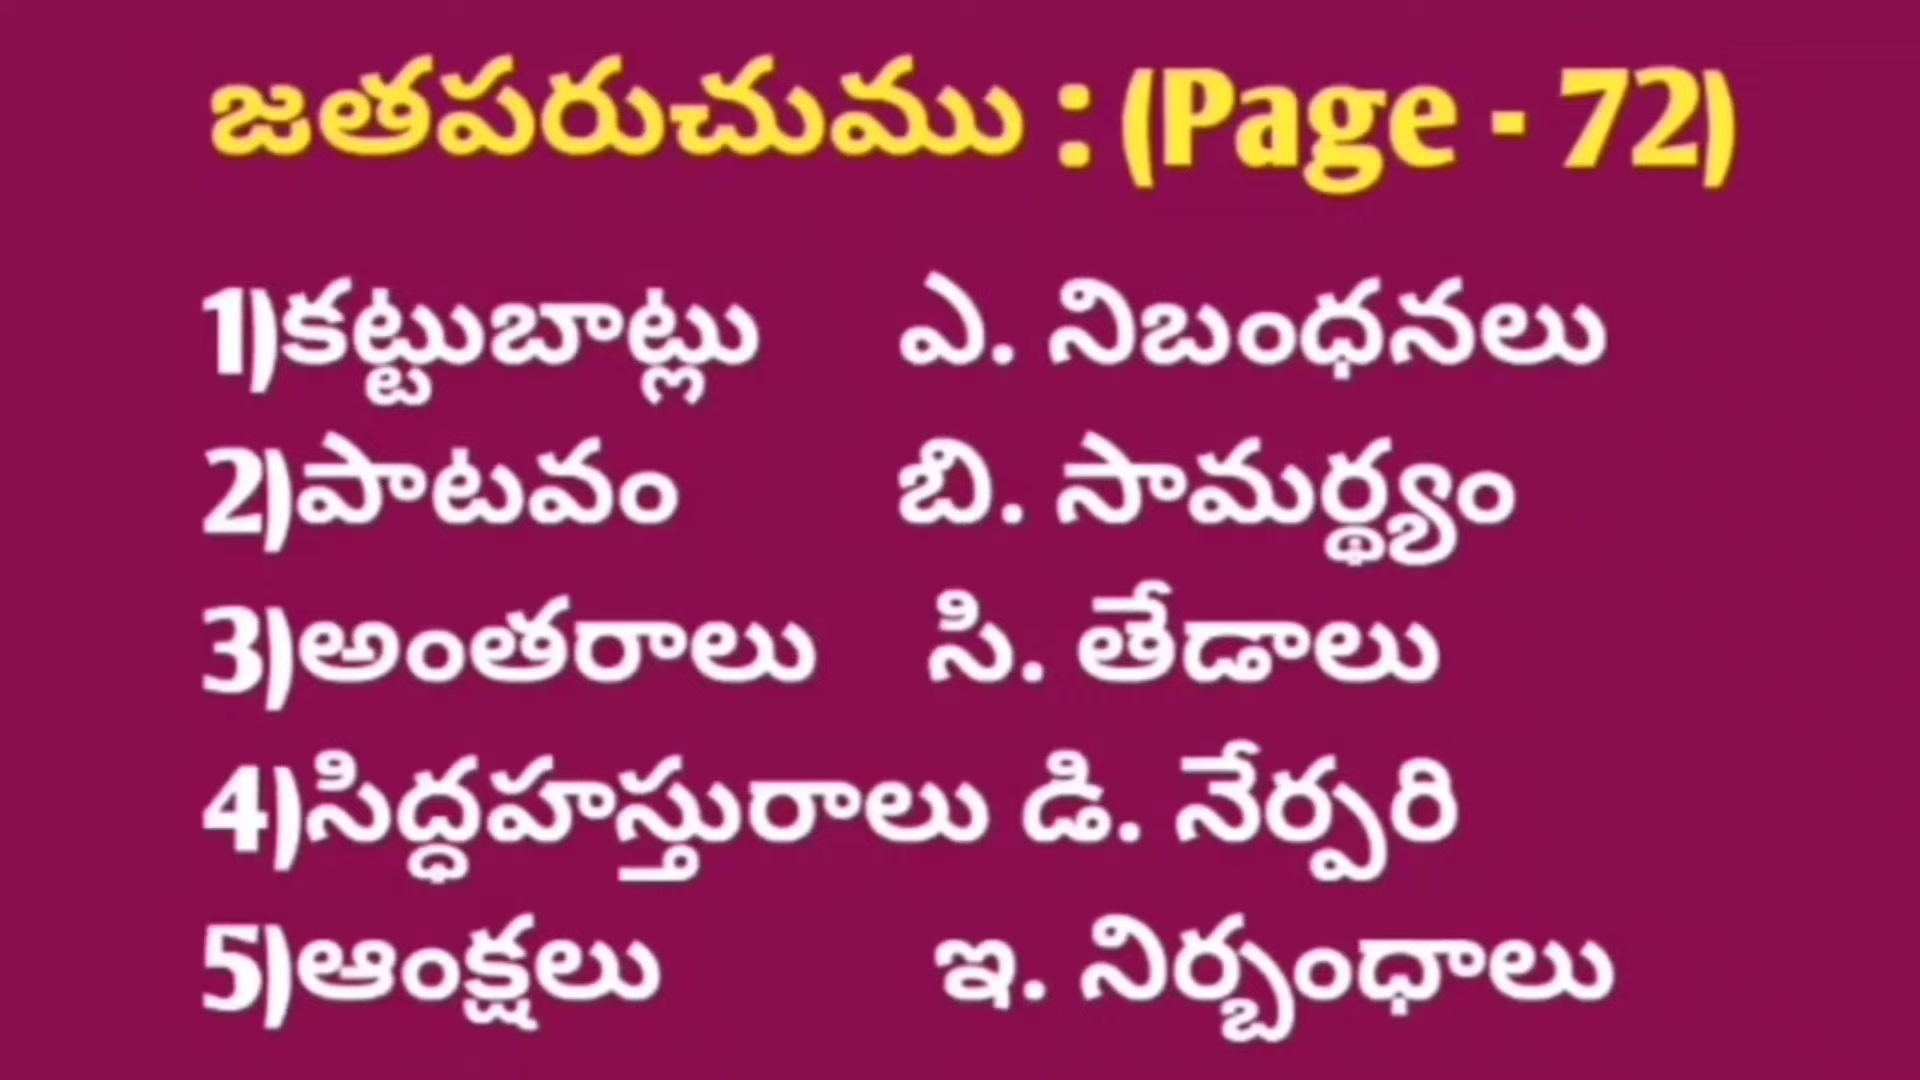 జతపరుచుము : (Page - 72)
1)కట్టుబాట్లు ఎ. నిబంధనలు
2)పాటవం బి. సామర్థ్యం
3)అంతరాలు సి. తేడాలు
4)సిద్ధహస్తురాలు డి. నేర్పరి
5)ఆంక్షలు ఇ. నిర్బంధాలు